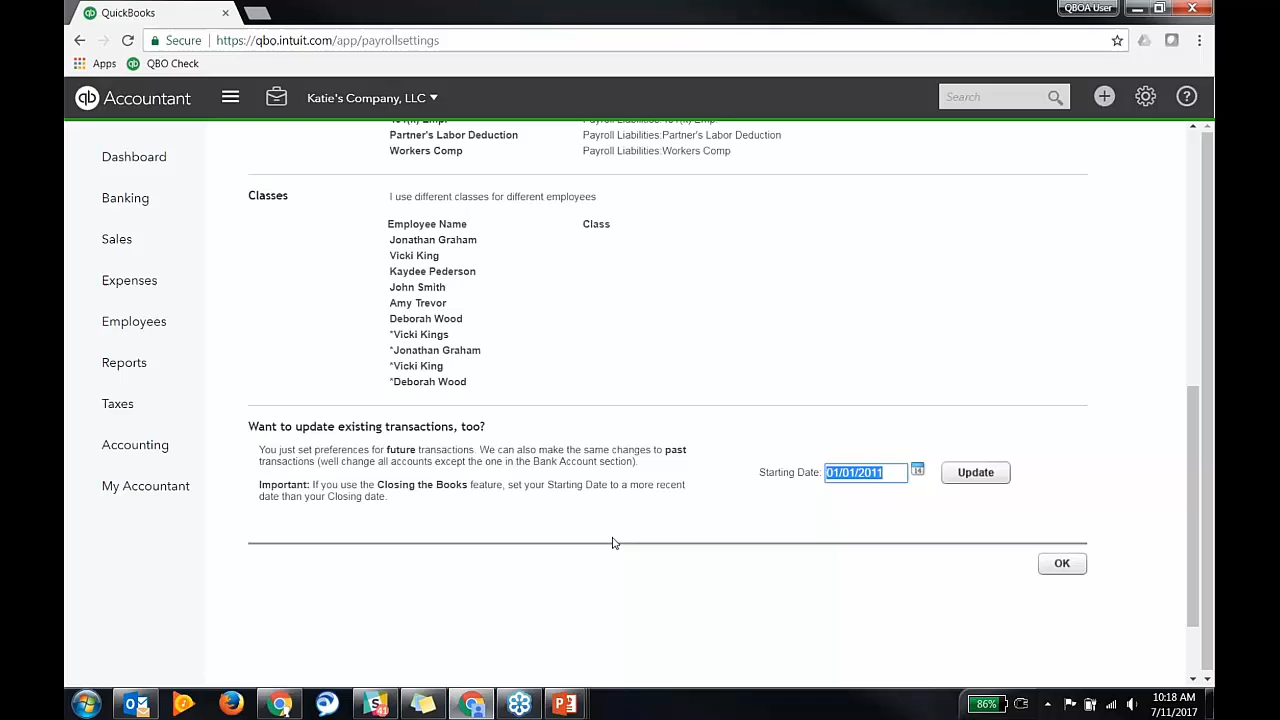 QuickBooks
QBOA User
Secure
https://qbo.intuit.com/app/payrollsettings
Apps
QBO Check
qb Accountant
Katie's Company, LLC
Search
Dashboard
Banking
Sales
Expenses
Employees
Reports
Taxes
Accounting
My Accountant
Partner's Labor Deduction Payroll Liabilities:Partner's Labor Deduction
Workers Comp Payroll Liabilities:Workers Comp
Classes
I use different classes for different employees
Employee Name Class
Jonathan Graham
Vicki King
Kaydee Pederson
John Smith
Amy Trevor
Deborah Wood
*Vicki Kings
*Jonathan Graham
*Vicki King
*Deborah Wood
Want to update existing transactions, too?
You just set preferences for future transactions. We can also make the same changes to past
transactions (well change all accounts except the one in the Bank Account section).
Important: If you use the Closing the Books feature, set your Starting Date to a more recent
date than your Closing date.
Starting Date: 01/01/2011
Update
OK
86%
10:18 AM
7/11/2017